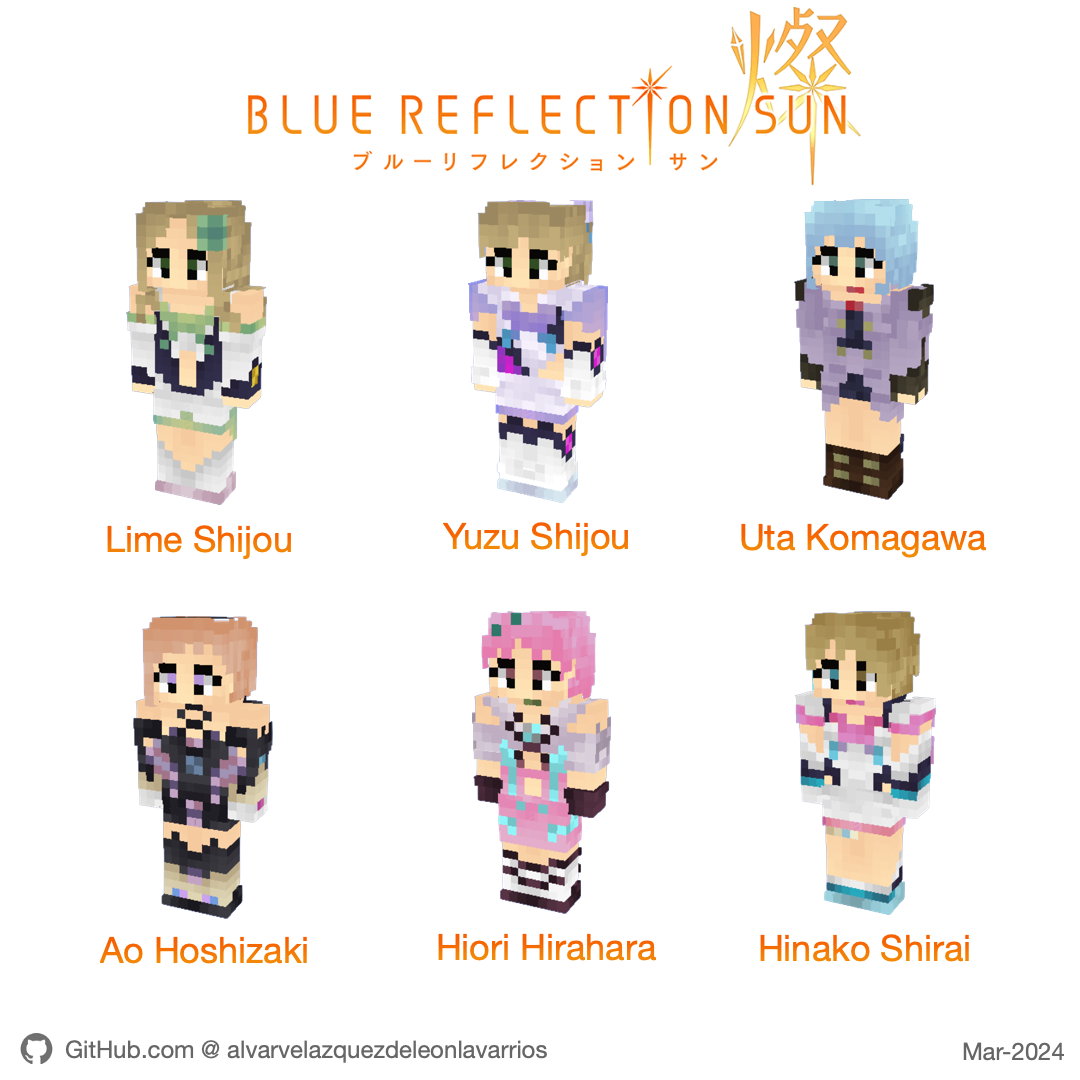 燦
BLUE REFLECTION SUN
ブルーリフレクション サン
Lime Shijou
Yuzu Shijou
Uta Komagawa
Ao Hoshizaki
Hiori Hirahara
Hinako Shirai
GitHub.com @ alvarvelazquezdeleonlavarrios
Mar-2024